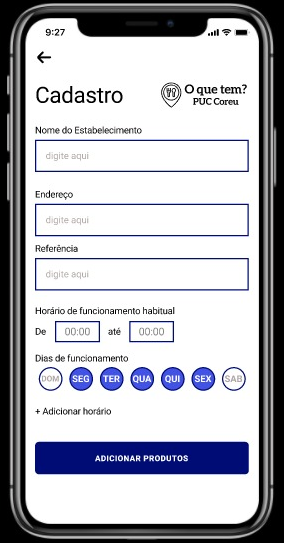 9:27
Cadastro
O que tem?
PUC Coreu
Nome do Estabelecimento
digite aqui
Endereço
digite aqui
Referência
digite aqui
Horário de funcionamento habitual
De 00:00 até 00:00
Dias de funcionamento
DOM SEG TER QUA QUI SEX SAB
+ Adicionar horário
ADICIONAR PRODUTOS